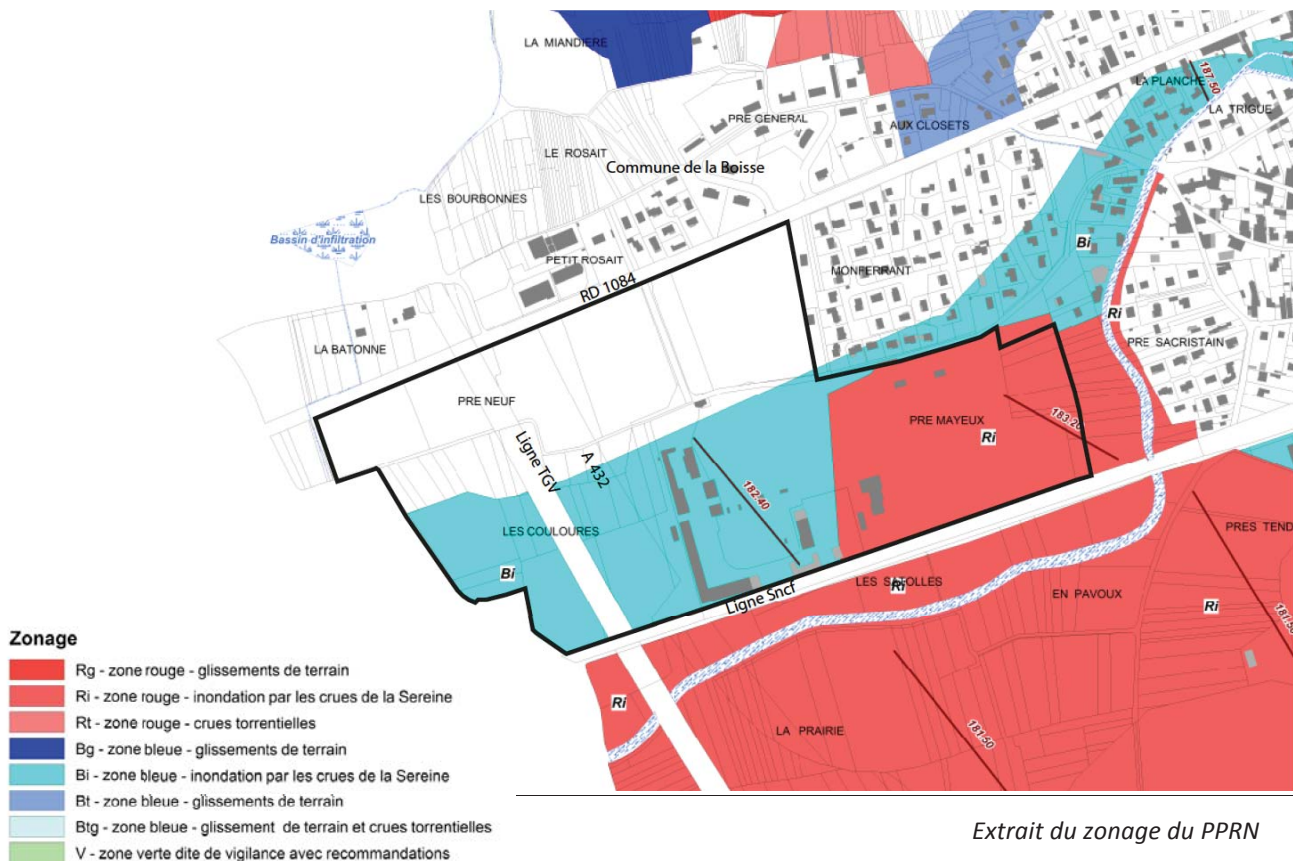 LA MIANDIERE
LA PLANCHE
187.50
LA TRIGUE
PRE GENERAL
AUX CLOSETS
LE ROSAIT
Commune de la Boisse
LES BOURBONNES
Bassin d'infiltration
Bi
PETIT ROSAIT
MONFERRANT
RD 1084
Ri
PRE SACRISTAIN
LA BATONNE
PRE NEUF
PRE MAYEUX
183.20
Ri
Ligne TGV
A 432
182.40
LES COULOURES
PRES TEND
Bi
LES SATOLLES
Ri
EN PAVOUX
Ri
Ligne Sncf
181.50
Ri
LA PRAIRIE
181.50
Zonage
Rg - zone rouge - glissements de terrain
Ri - zone rouge - inondation par les crues de la Sereine
Rt - zone rouge - crues torrentielles
Bg - zone bleue - glissements de terrain
Bi - zone bleue - inondation par les crues de la Sereine
Bt - zone bleue - glissements de terrain
Btg - zone bleue - glissement de terrain et crues torrentielles
V - zone verte dite de vigilance avec recommandations
Extrait du zonage du PPRN